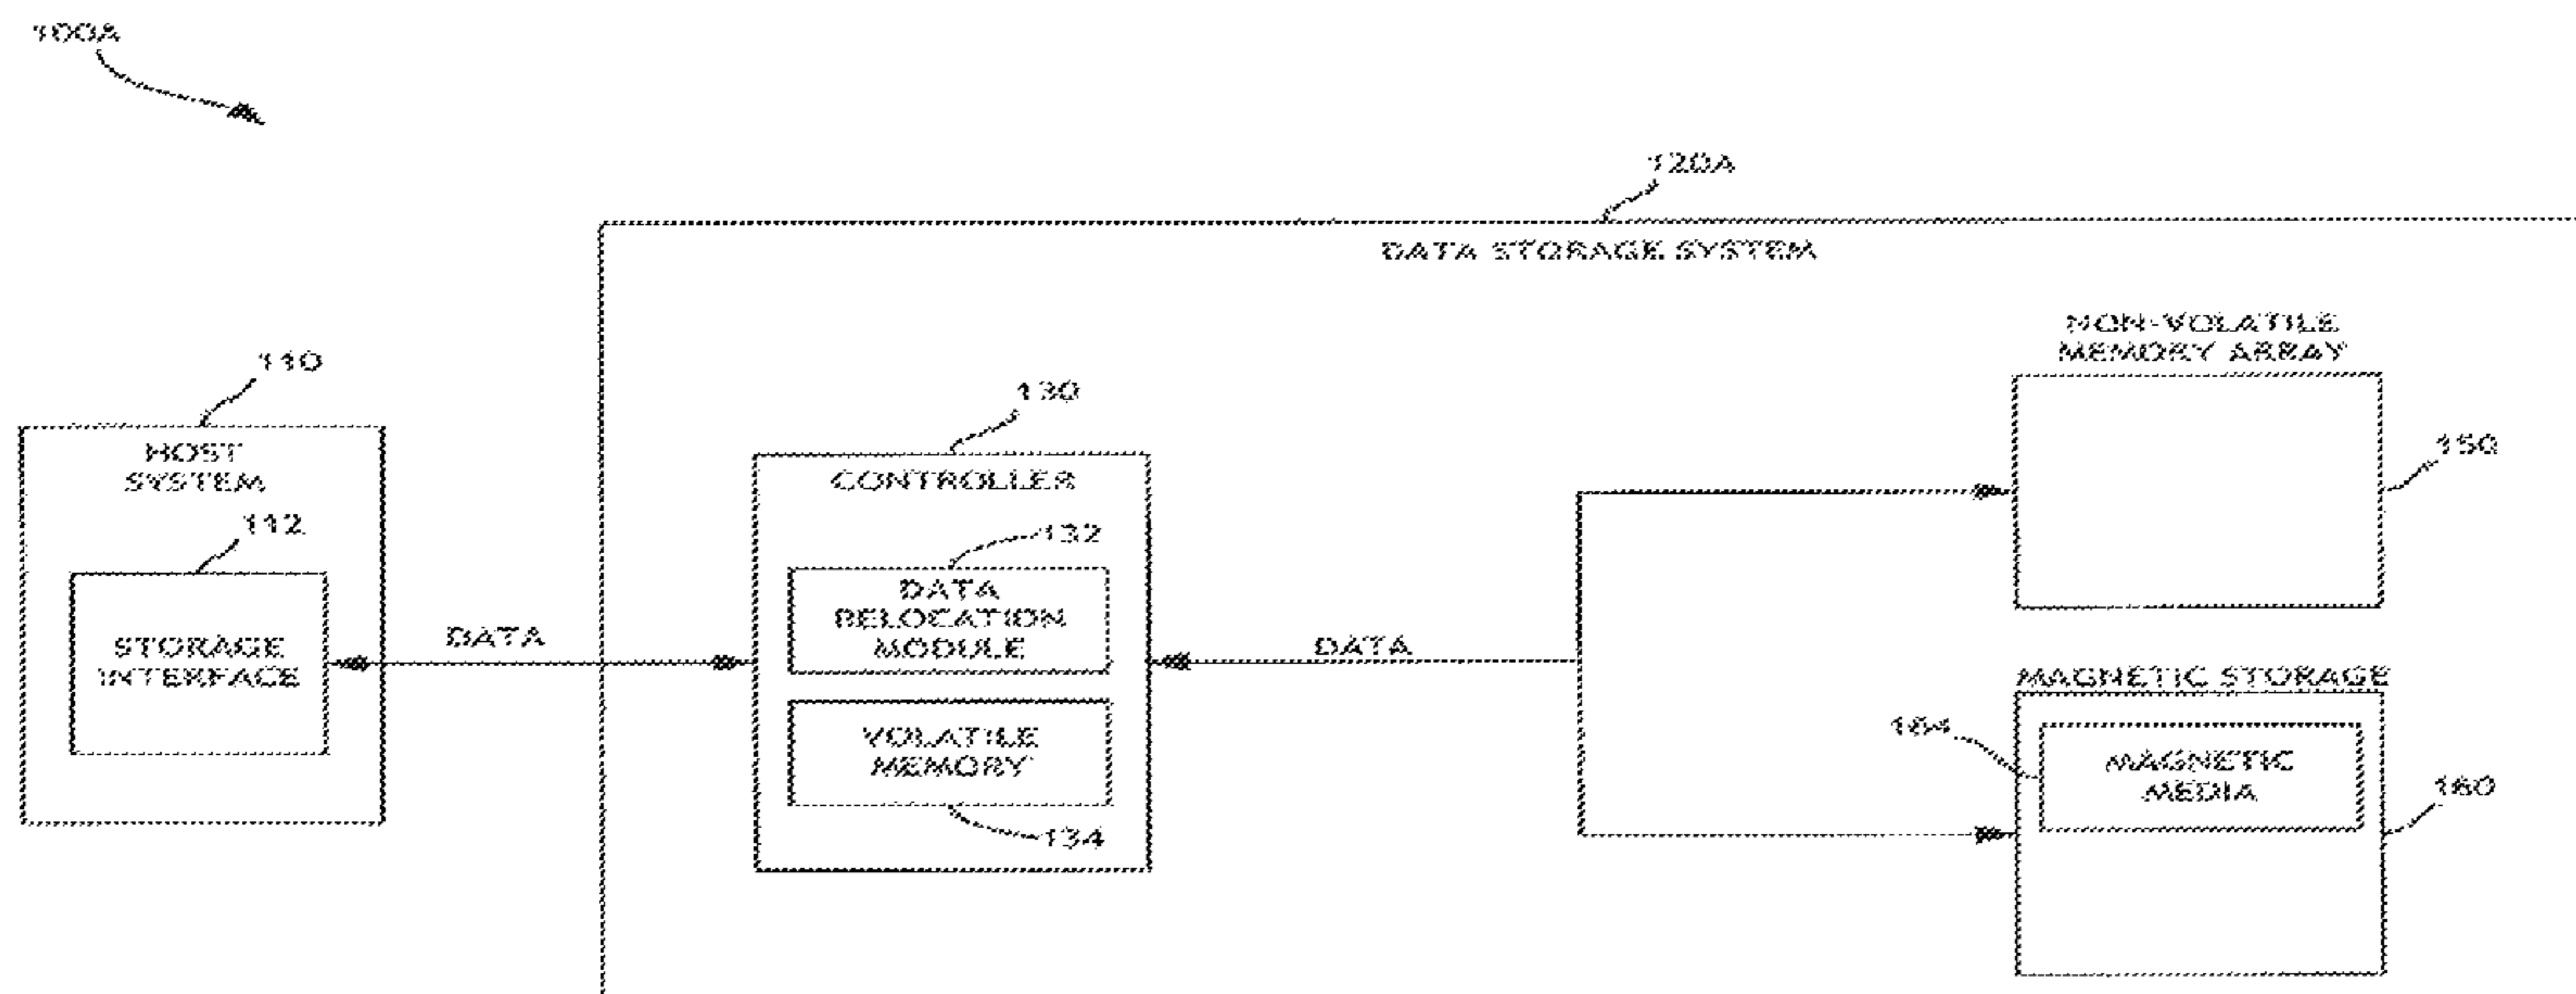 100A
120A
DATA STORAGE SYSTEM
NON-VOLATILE
MEMORY ARRAY
150
110
HOST
SYSTEM
112
STORAGE
INTERFACE
DATA
130
CONTROLLER
132
DATA
RELOCATION
MODULE
VOLATILE
MEMORY
134
DATA
MAGNETIC STORAGE
164
MAGNETIC
MEDIA
160